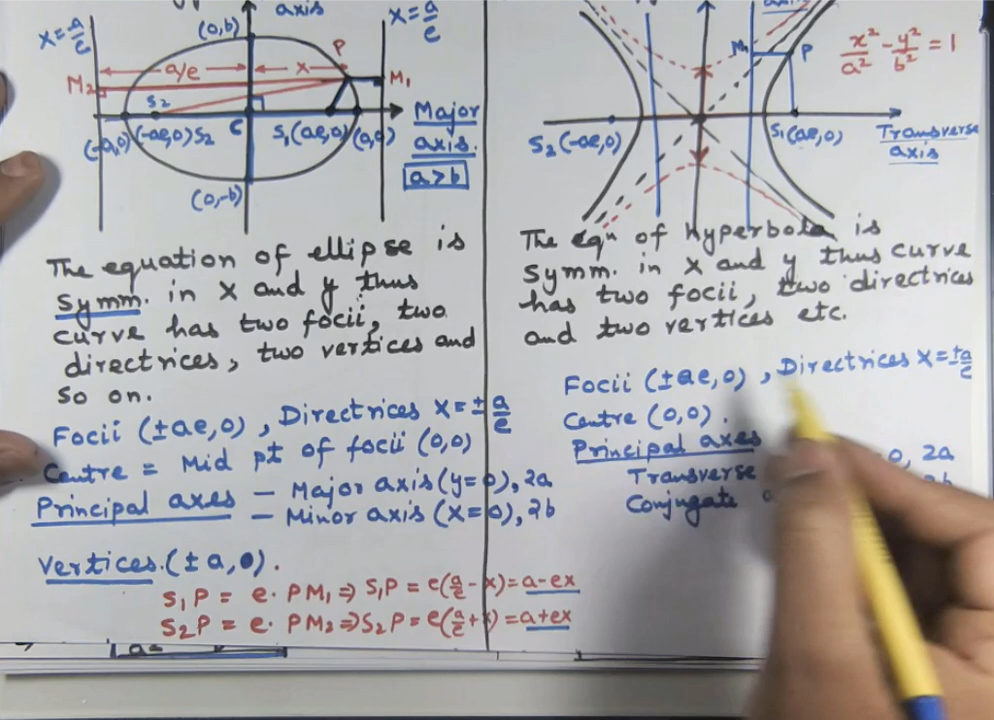 axis
x=a/e
x=a/e
(0,b)
P
a/e
x
M2
M1
S2
(-a,0)
(-ae,0)S2
C
S1(ae,0)
(a,0)
Major
axis.
a>b
(0,-b)
The equation of ellipse is
symm. in x and y thus
curve has two focii, two
directrices, two vertices and
so on.
Focii (±ae,0), Directrices x=±a/e
Centre = Mid pt of focii (0,0)
Principal axes – Major axis (y=0), 2a
– Minor axis (x=0), 2b
Vertices.(±a,0).
S1P = e. PM1 ⇒ S1P = e(a/e-x) = a-ex
S2P = e. PM2 ⇒ S2P = e(a/e+x) = a+ex
a=
M1
P
x²/a² - y²/b² = 1
S2(-ae,0)
S1(ae,0)
Transverse
axis
The eqn of Hyperbola is
symm. in x and y thus curve
has two focii, two directrices
and two vertices etc.
Focii (±ae,0), Directrices x=±a/e
Centre (0,0).
Principal axes
Transverse 0, 2a
Conjugate 2b